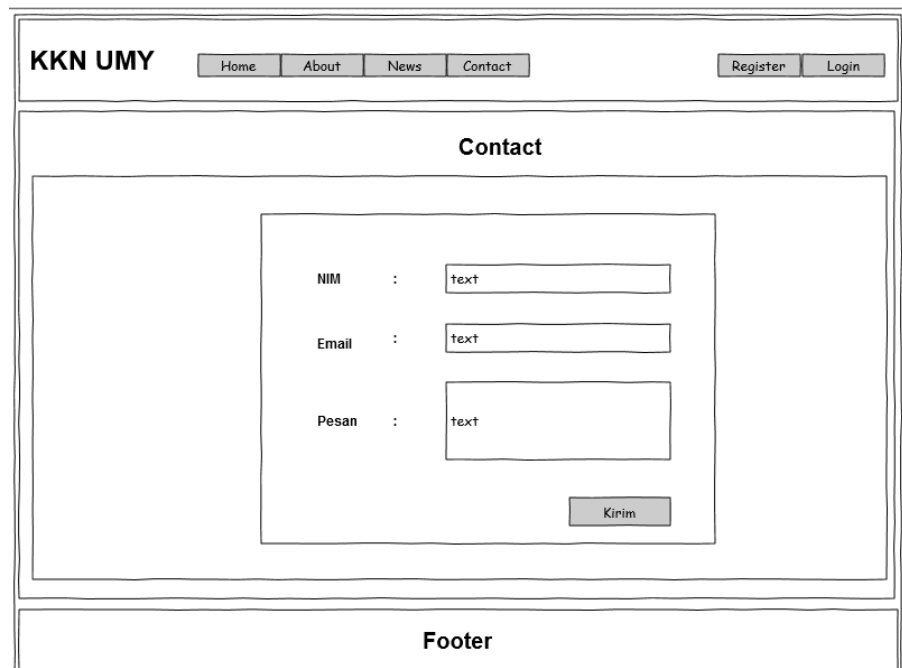 KKN UMY Home About News Contact Register Login
Contact
NIM : text
Email : text
Pesan : text
Kirim
Footer